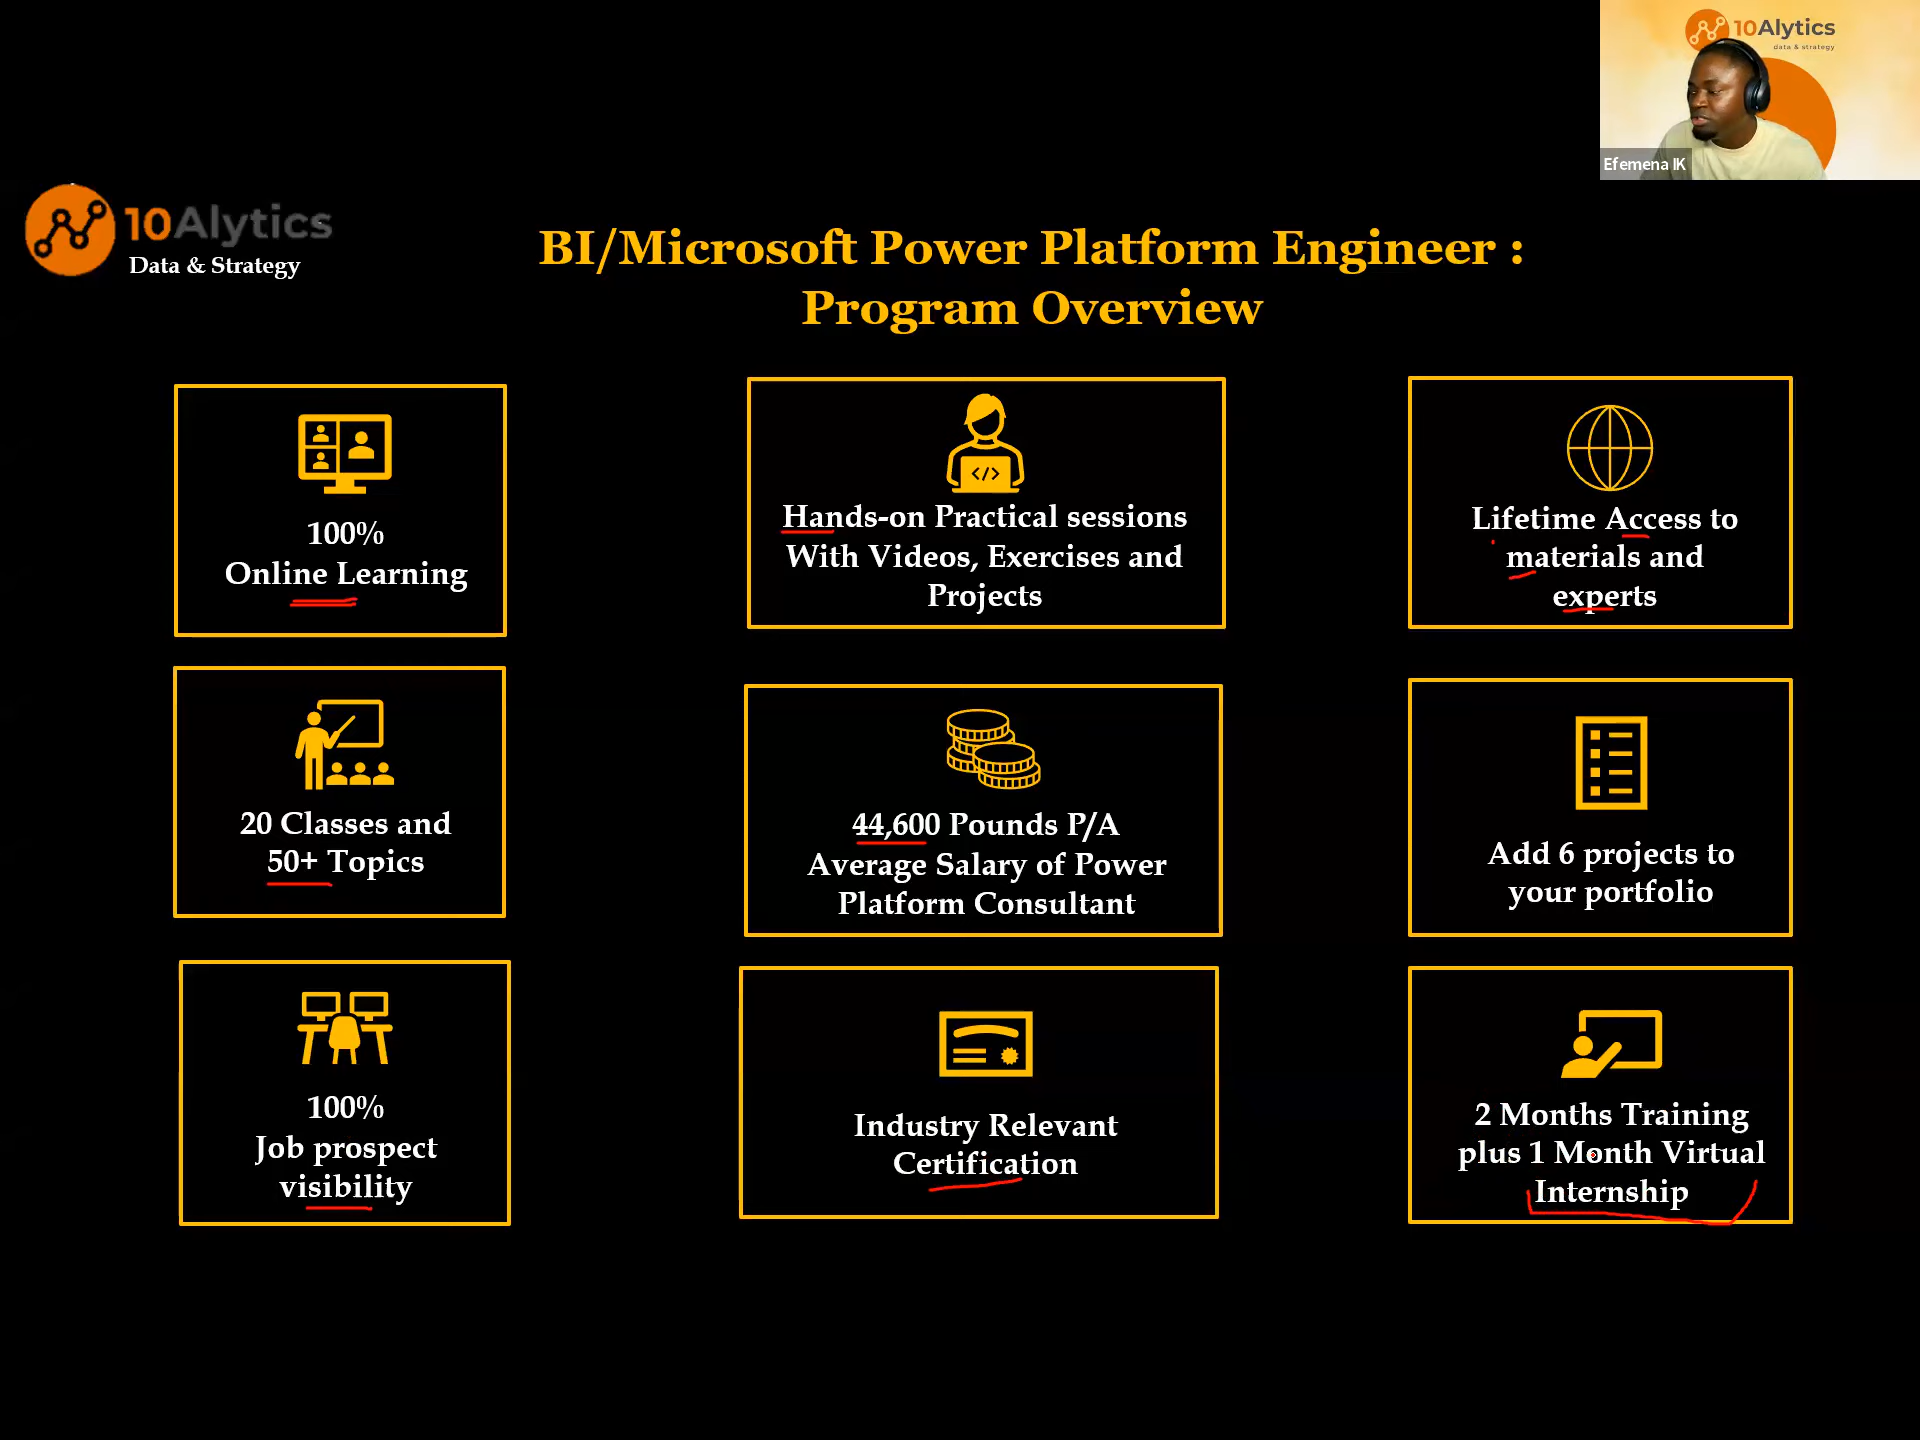 10Alytics
data & strategy
Efemena IK
10Alytics
Data & Strategy
BI/Microsoft Power Platform Engineer :
Program Overview
100%
Online Learning
</>
Hands-on Practical sessions
With Videos, Exercises and
Projects
Lifetime Access to
materials and
experts
20 Classes and
50+ Topics
44,600 Pounds P/A
Average Salary of Power
Platform Consultant
Add 6 projects to
your portfolio
100%
Job prospect
visibility
Industry Relevant
Certification
2 Months Training
plus 1 Month Virtual
Internship